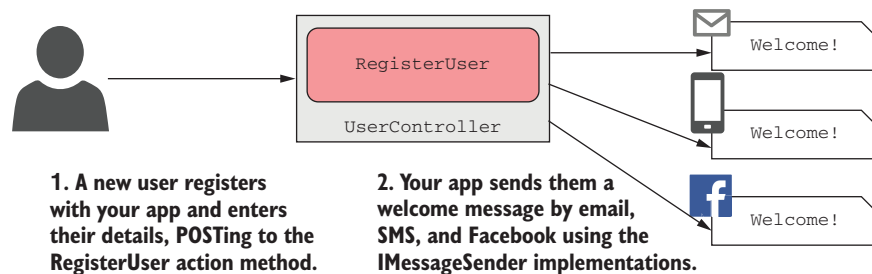 Welcome!
RegisterUser
UserController
Welcome!
Welcome!
1. A new user registers
with your app and enters
their details, POSTing to the
RegisterUser action method.
2. Your app sends them a
welcome message by email,
SMS, and Facebook using the
IMessageSender implementations.